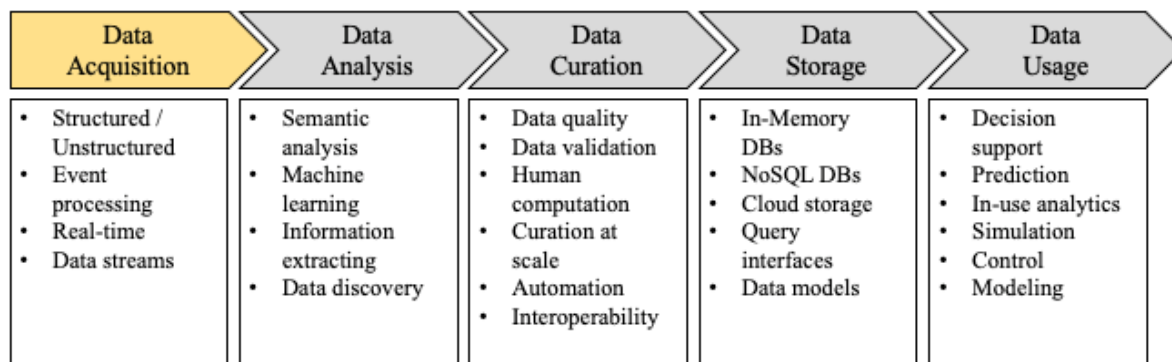 Data
Acquisition
Data
Analysis
Data
Curation
Data
Storage
Data
Usage
• Structured /
Unstructured
• Event
processing
• Real-time
• Data streams
• Semantic
analysis
• Machine
learning
• Information
extracting
• Data discovery
• Data quality
• Data validation
• Human
computation
• Curation at
scale
• Automation
• Interoperability
• In-Memory
DBs
• NoSQL DBs
• Cloud storage
• Query
interfaces
• Data models
• Decision
support
• Prediction
• In-use analytics
• Simulation
• Control
• Modeling